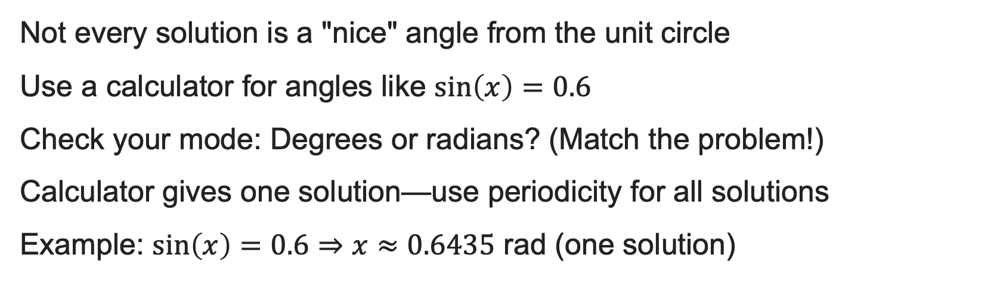 Not every solution is a "nice" angle from the unit circle
Use a calculator for angles like sin(x) = 0.6
Check your mode: Degrees or radians? (Match the problem!)
Calculator gives one solution—use periodicity for all solutions
Example: sin(x) = 0.6 ⇒ x ≈ 0.6435 rad (one solution)